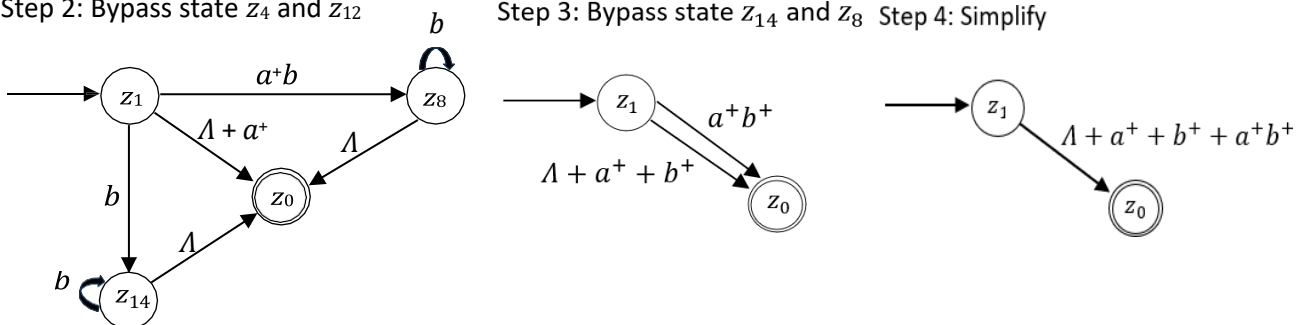 Step 2: Bypass state z₄ and z₁₂
b
a⁺b
z₁
z₈
Λ + a⁺
Λ
b
z₀
Λ
b
z₁₄
Step 3: Bypass state z₁₄ and z₈
z₁
a⁺b⁺
Λ + a⁺ + b⁺
z₀
Step 4: Simplify
z₁
Λ + a⁺ + b⁺ + a⁺b⁺
z₀